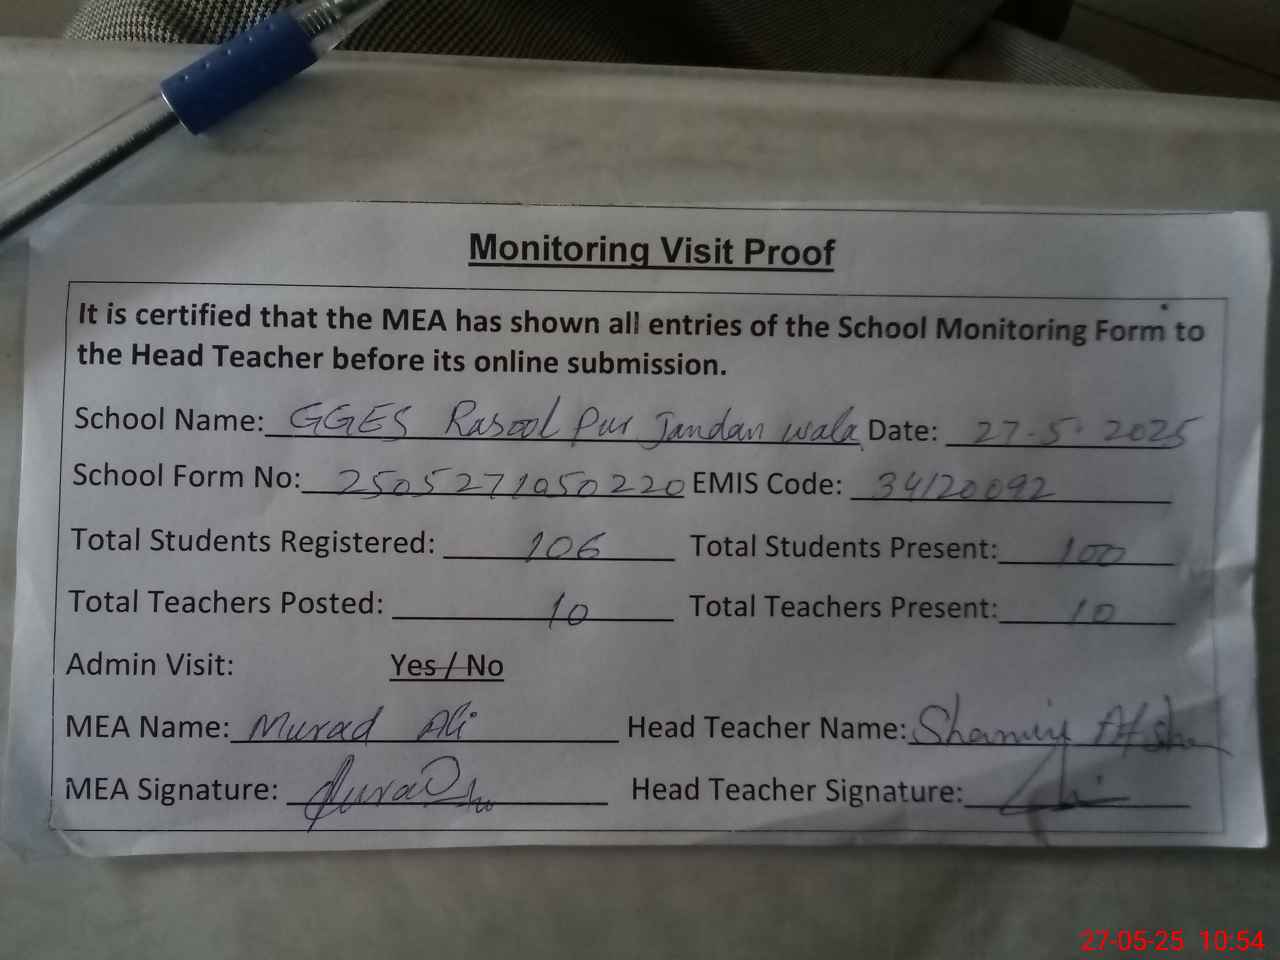 Monitoring Visit Proof
It is certified that the MEA has shown all entries of the School Monitoring Form to
the Head Teacher before its online submission.
School Name: GGES Rasool Pur Jandan wala Date: 27-5-2025
School Form No: 2505271050220 EMIS Code: 34120092
Total Students Registered: 106 Total Students Present: 100
Total Teachers Posted: 10 Total Teachers Present: 10
Admin Visit: Yes / No
MEA Name: Murad Ali Head Teacher Name:
MEA Signature: Head Teacher Signature:
27-05-25 10:54